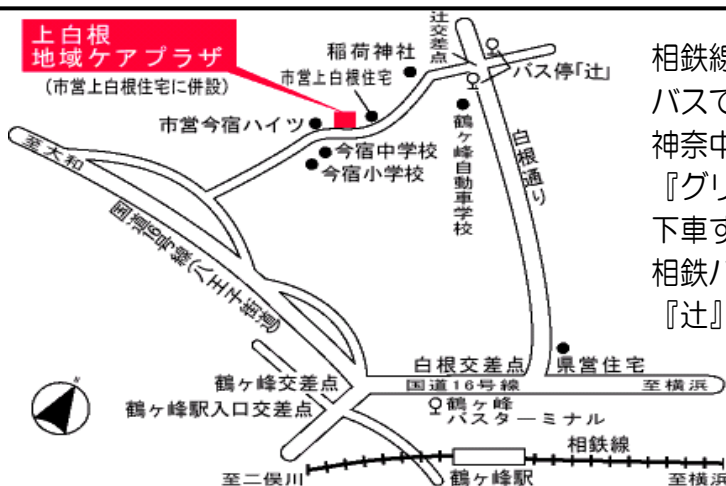 上白根
地域ケアプラザ
(市営上白根住宅に併設)
稲荷神社
市営上白根住宅
辻交差点
バス停「辻」
市営今宿ハイツ
今宿中学校
今宿小学校
鶴ヶ峰自動車学校
白根通り
至大和
国道16号線(八王子街道)
白根交差点
県営住宅
鶴ヶ峰交差点
国道16号線
至横浜
鶴ヶ峰駅入口交差点
鶴ヶ峰
バスターミナル
相鉄線
至二俣川
鶴ヶ峰駅
至横浜
N
相鉄線
バスで
神奈中
『グリ
下車す
相鉄バ
『辻』